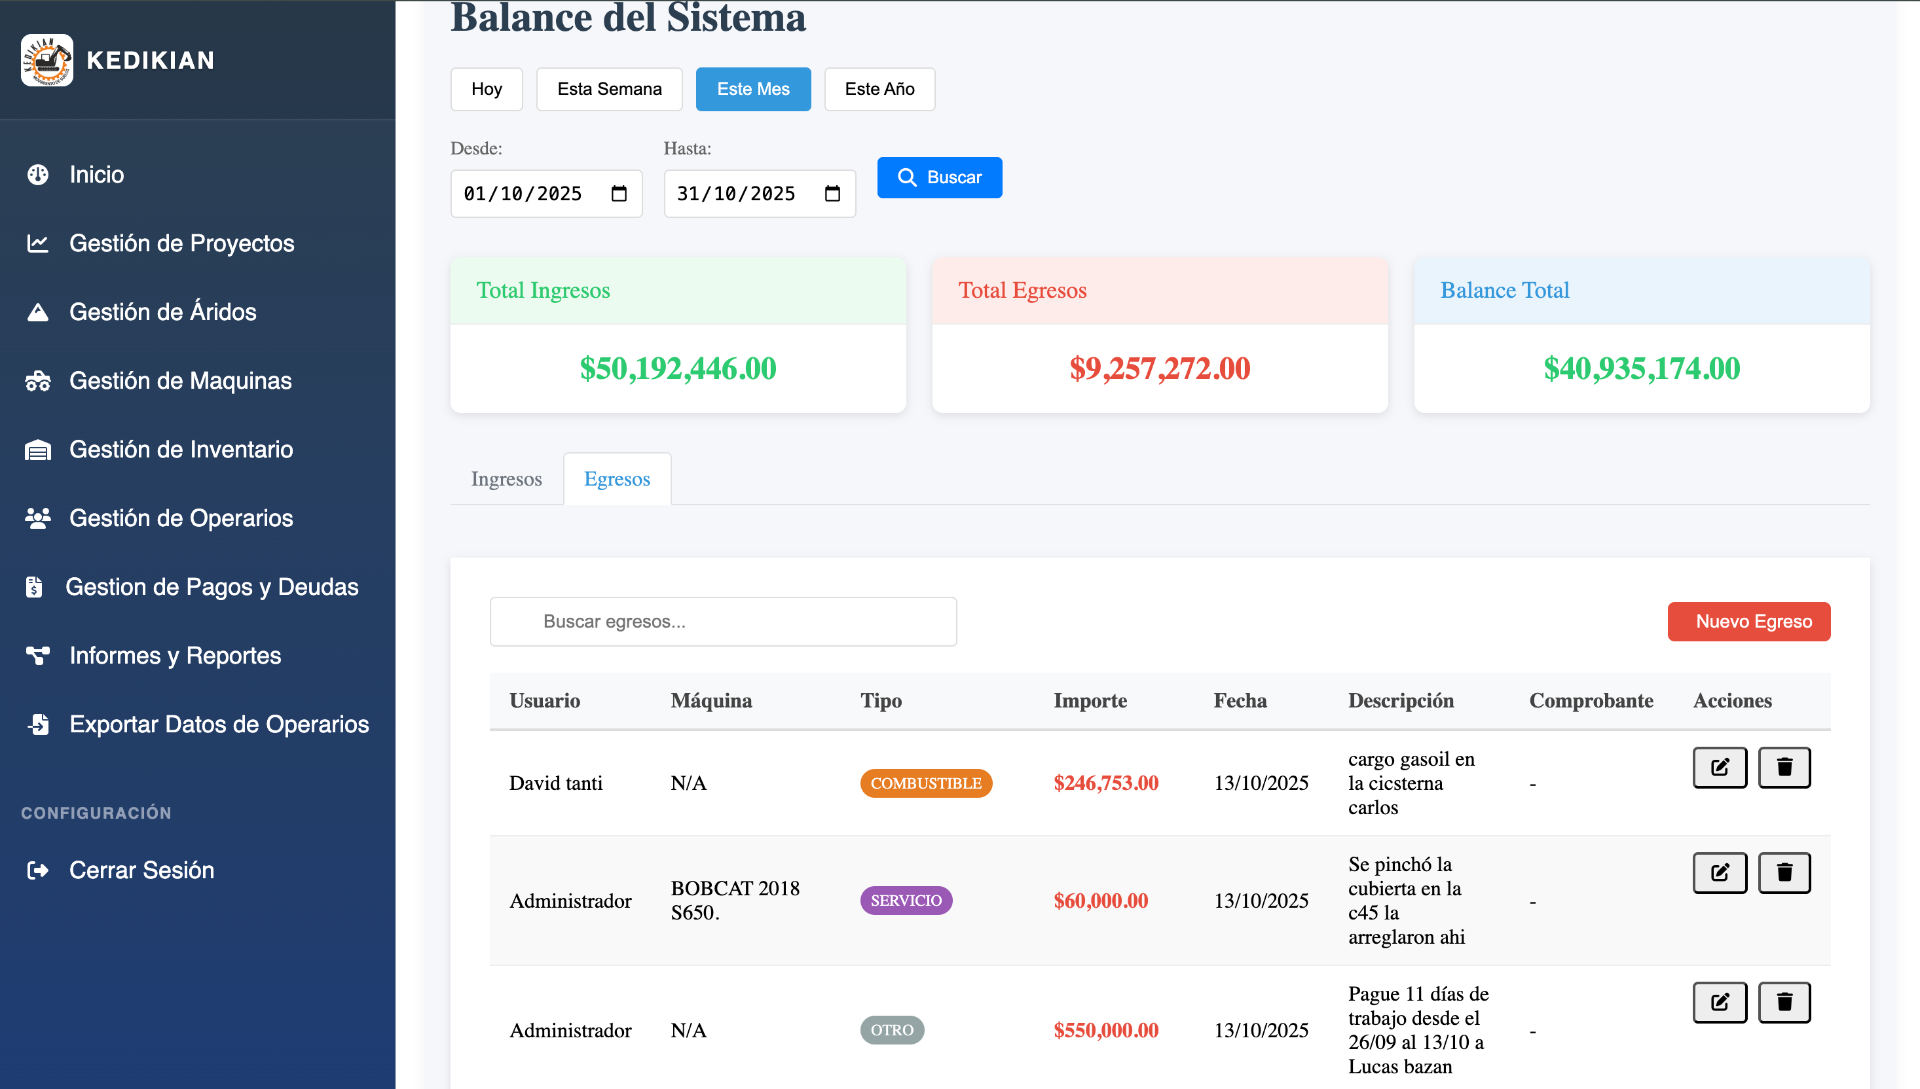 KEDIKIAN
Inicio
Gestión de Proyectos
Gestión de Áridos
Gestión de Maquinas
Gestión de Inventario
Gestión de Operarios
Gestion de Pagos y Deudas
Informes y Reportes
Exportar Datos de Operarios
CONFIGURACIÓN
Cerrar Sesión
Balance del Sistema
Hoy Esta Semana Este Mes Este Año
Desde: Hasta:
01/10/2025 31/10/2025 Buscar
Total Ingresos Total Egresos Balance Total
$50,192,446.00 $9,257,272.00 $40,935,174.00
Ingresos Egresos
Buscar egresos... Nuevo Egreso
Usuario Máquina Tipo Importe Fecha Descripción Comprobante Acciones
David tanti N/A COMBUSTIBLE $246,753.00 13/10/2025 cargo gasoil en
la cicsterna
carlos -
Administrador BOBCAT 2018
S650. SERVICIO $60,000.00 13/10/2025 Se pinchó la
cubierta en la
c45 la
arreglaron ahi -
Administrador N/A OTRO $550,000.00 13/10/2025 Pague 11 días de
trabajo desde el
26/09 al 13/10 a
Lucas bazan -